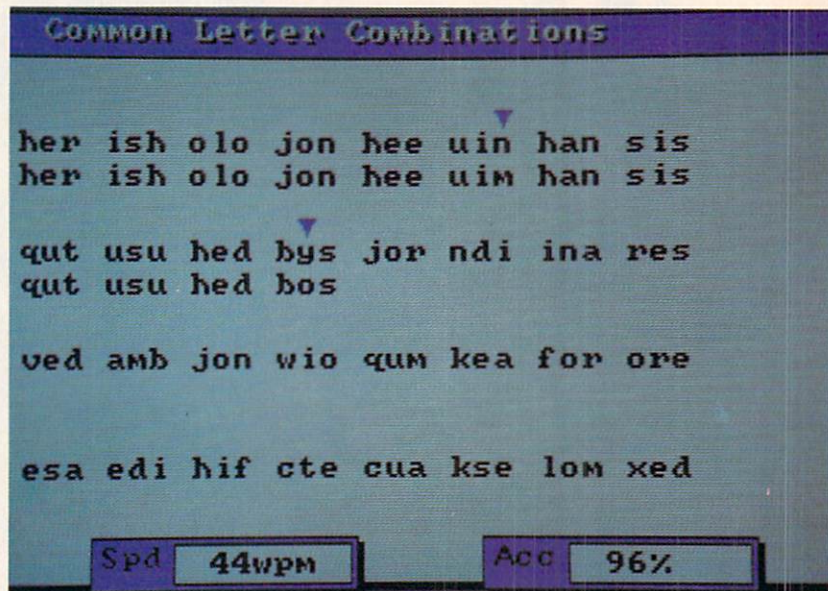 Common Letter Combinations
her ish olo jon hee uin han sis
her ish olo jon hee uim han sis
qut usu hed bys jor ndi ina res
qut usu hed bos
ved amb jon wio qum kea for ore
esa edi hif cte cua kse lom xed
Spd 44wpm Acc 96%